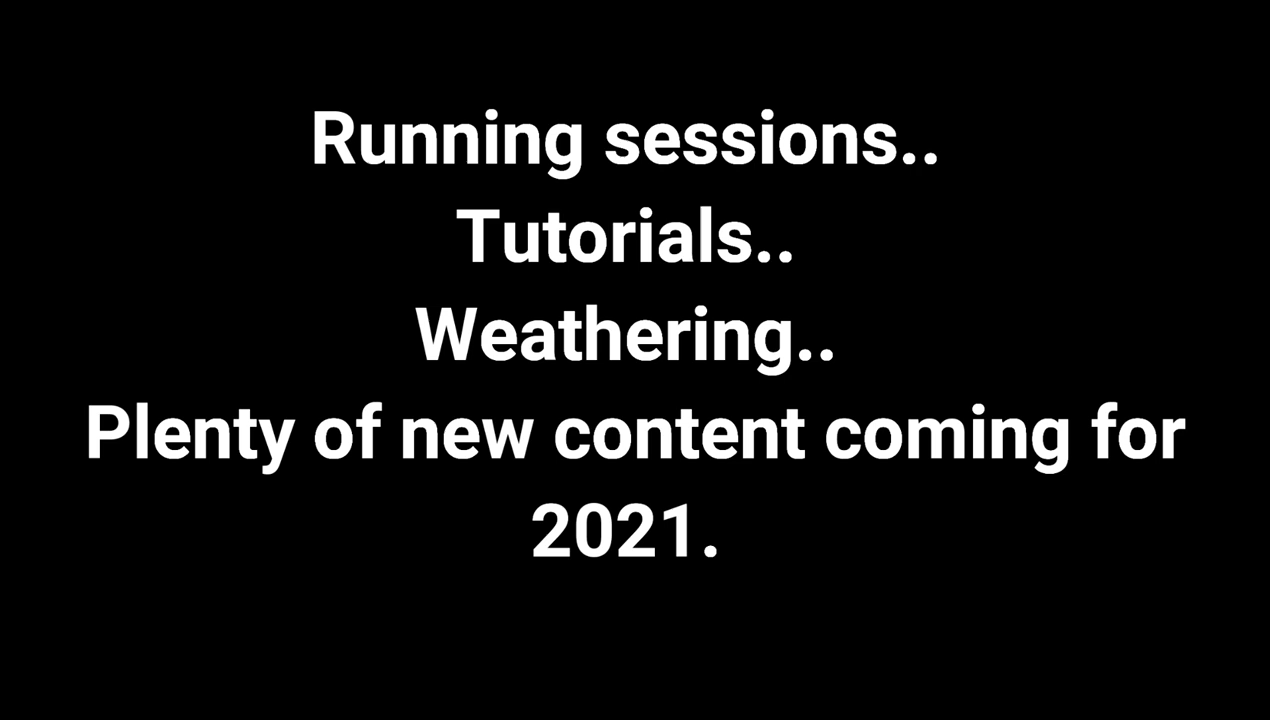 Running sessions..
Tutorials..
Weathering..
Plenty of new content coming for
2021.